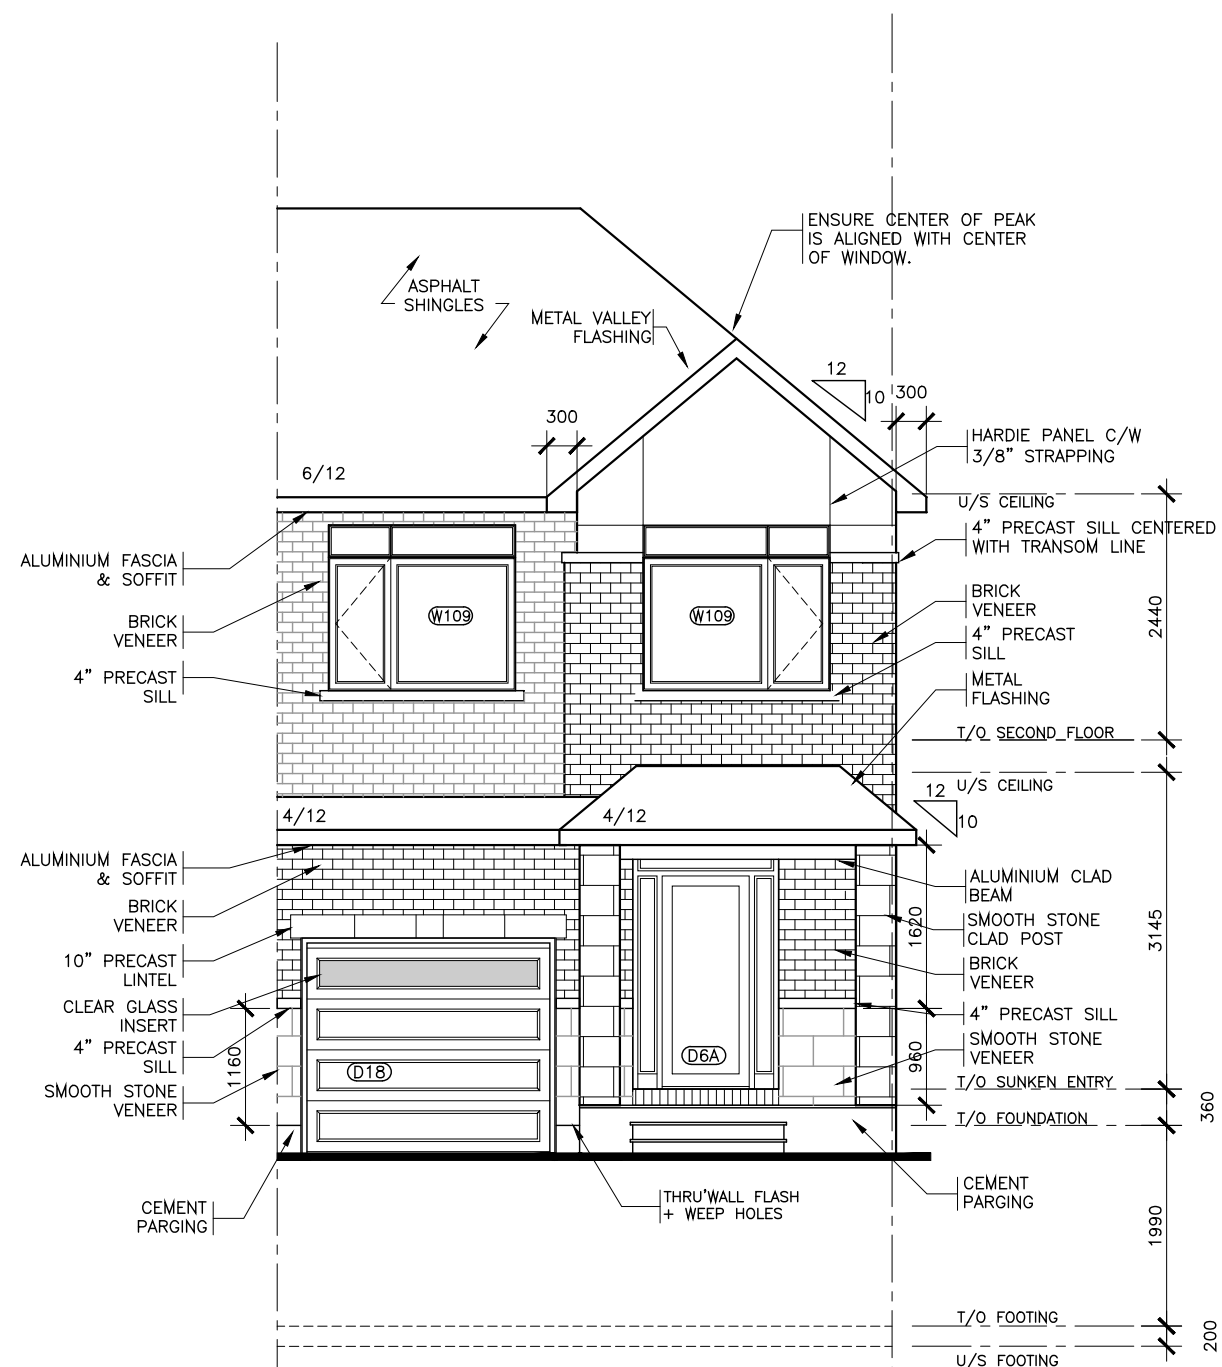 ENSURE CENTER OF PEAK
IS ALIGNED WITH CENTER
OF WINDOW.
ASPHALT
SHINGLES
METAL VALLEY
FLASHING
12
10
300
300
HARDIE PANEL C/W
3/8" STRAPPING
6/12
U/S CEILING
4" PRECAST SILL CENTERED
WITH TRANSOM LINE
ALUMINIUM FASCIA
& SOFFIT
BRICK
VENEER
4" PRECAST
SILL
W109
W109
BRICK
VENEER
4" PRECAST
SILL
METAL
FLASHING
2440
T/O SECOND FLOOR
U/S CEILING
12
10
4/12
4/12
ALUMINIUM FASCIA
& SOFFIT
BRICK
VENEER
10" PRECAST
LINTEL
CLEAR GLASS
INSERT
4" PRECAST
SILL
SMOOTH STONE
VENEER
1160
D18
D6A
ALUMINIUM CLAD
BEAM
SMOOTH STONE
CLAD POST
BRICK
VENEER
4" PRECAST SILL
SMOOTH STONE
VENEER
1620
960
3145
T/O SUNKEN ENTRY
360
T/O FOUNDATION
CEMENT
PARGING
THRU'WALL FLASH
+ WEEP HOLES
CEMENT
PARGING
1990
T/O FOOTING
200
U/S FOOTING